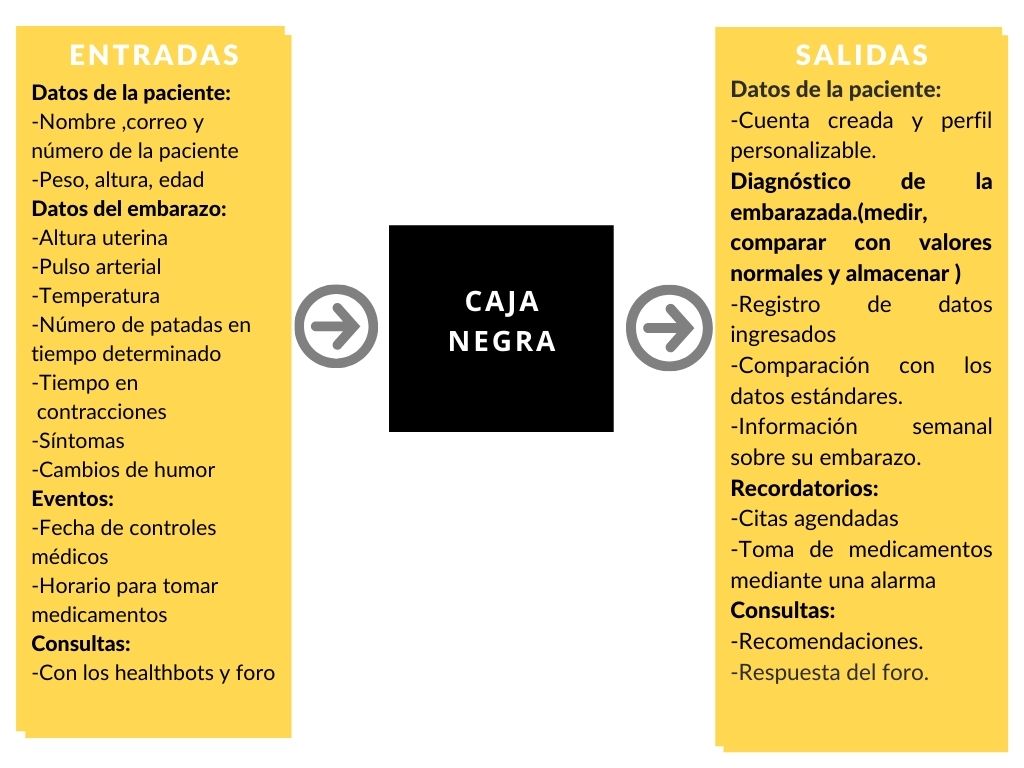 ENTRADAS
Datos de la paciente:
-Nombre ,correo y
número de la paciente
-Peso, altura, edad
Datos del embarazo:
-Altura uterina
-Pulso arterial
-Temperatura
-Número de patadas en
tiempo determinado
-Tiempo en
contracciones
-Síntomas
-Cambios de humor
Eventos:
-Fecha de controles
médicos
-Horario para tomar
medicamentos
Consultas:
-Con los healthbots y foro
CAJA
NEGRA
SALIDAS
Datos de la paciente:
-Cuenta creada y perfil
personalizable.
Diagnóstico de la
embarazada.(medir,
comparar con valores
normales y almacenar )
-Registro de datos
ingresados
-Comparación con los
datos estándares.
-Información semanal
sobre su embarazo.
Recordatorios:
-Citas agendadas
-Toma de medicamentos
mediante una alarma
Consultas:
-Recomendaciones.
-Respuesta del foro.